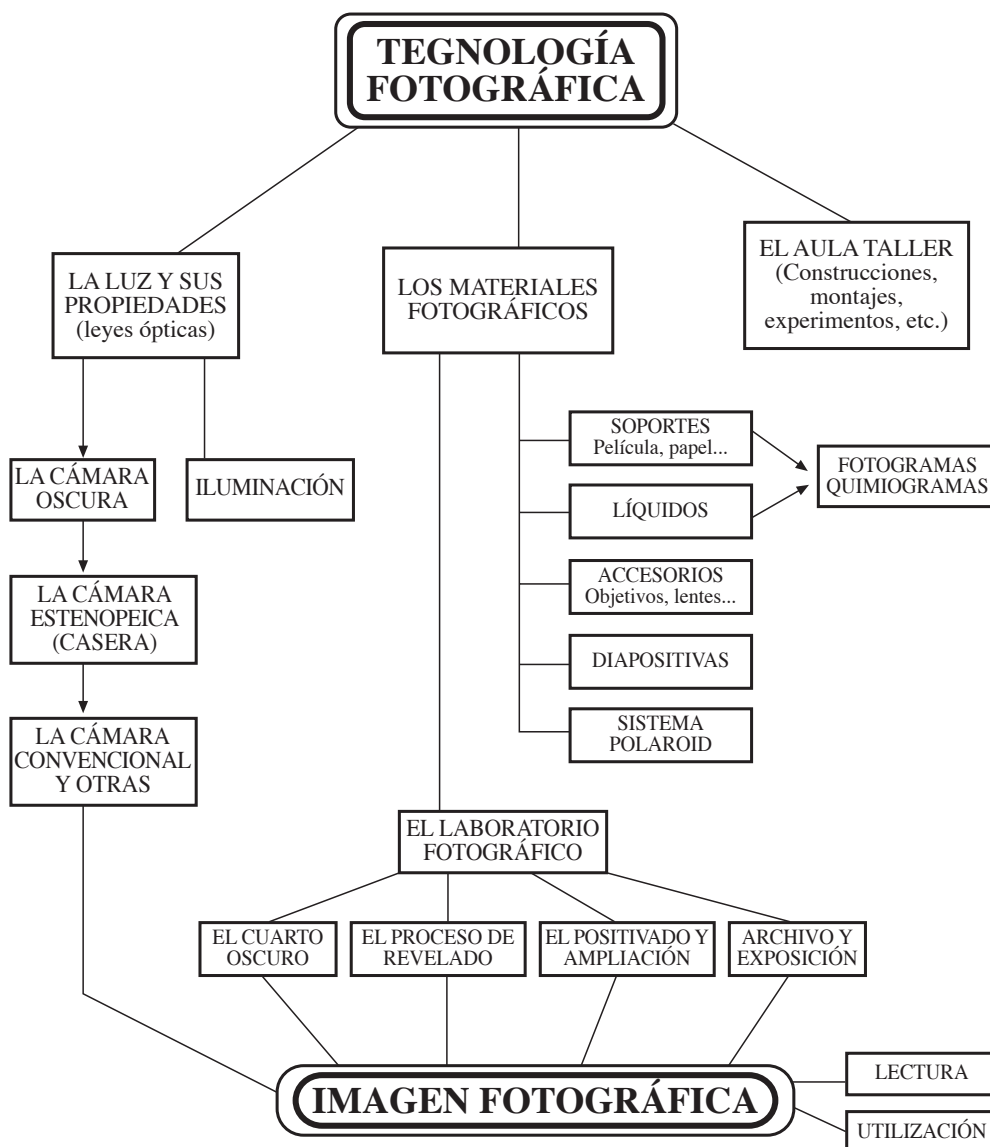 TEGNOLOGÍA
FOTOGRÁFICA
LA LUZ Y SUS
PROPIEDADES
(leyes ópticas)
LOS MATERIALES
FOTOGRÁFICOS
EL AULA TALLER
(Construcciones,
montajes,
experimentos, etc.)
LA CÁMARA
OSCURA
ILUMINACIÓN
SOPORTES
Película, papel...
LÍQUIDOS
FOTOGRAMAS
QUIMIOGRAMAS
ACCESORIOS
Objetivos, lentes...
DIAPOSITIVAS
SISTEMA
POLAROID
LA CÁMARA
ESTENOPEICA
(CASERA)
LA CÁMARA
CONVENCIONAL
Y OTRAS
EL LABORATORIO
FOTOGRÁFICO
EL CUARTO
OSCURO
EL PROCESO DE
REVELADO
EL POSITIVADO Y
AMPLIACIÓN
ARCHIVO Y
EXPOSICIÓN
IMAGEN FOTOGRÁFICA
LECTURA
UTILIZACIÓN